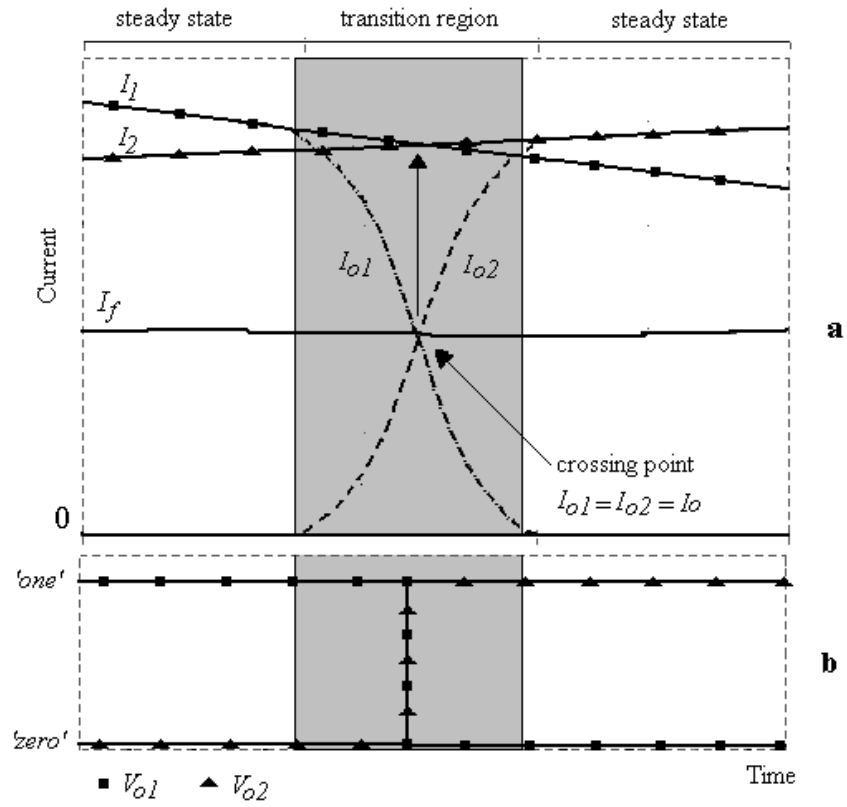 steady state transition region steady state
I1
I2
Current
Io1 Io2
If
a
crossing point
Io1 = Io2 = Io
0
'one'
b
'zero'
Time
Vo1 Vo2